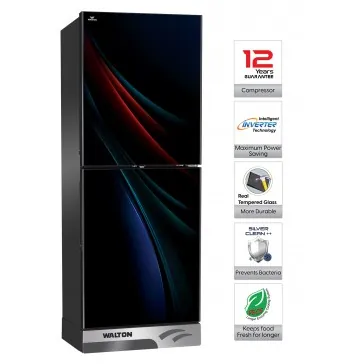 WALTON
12
Years
GUARANTEE
Compressor
Intelligent
INVERTER
Technology
Maximum Power
Saving
Real
Tempered Glass
More Durable
SILVER
CLEAN ++
Prevents Bacteria
Keeps food
Fresh for longer